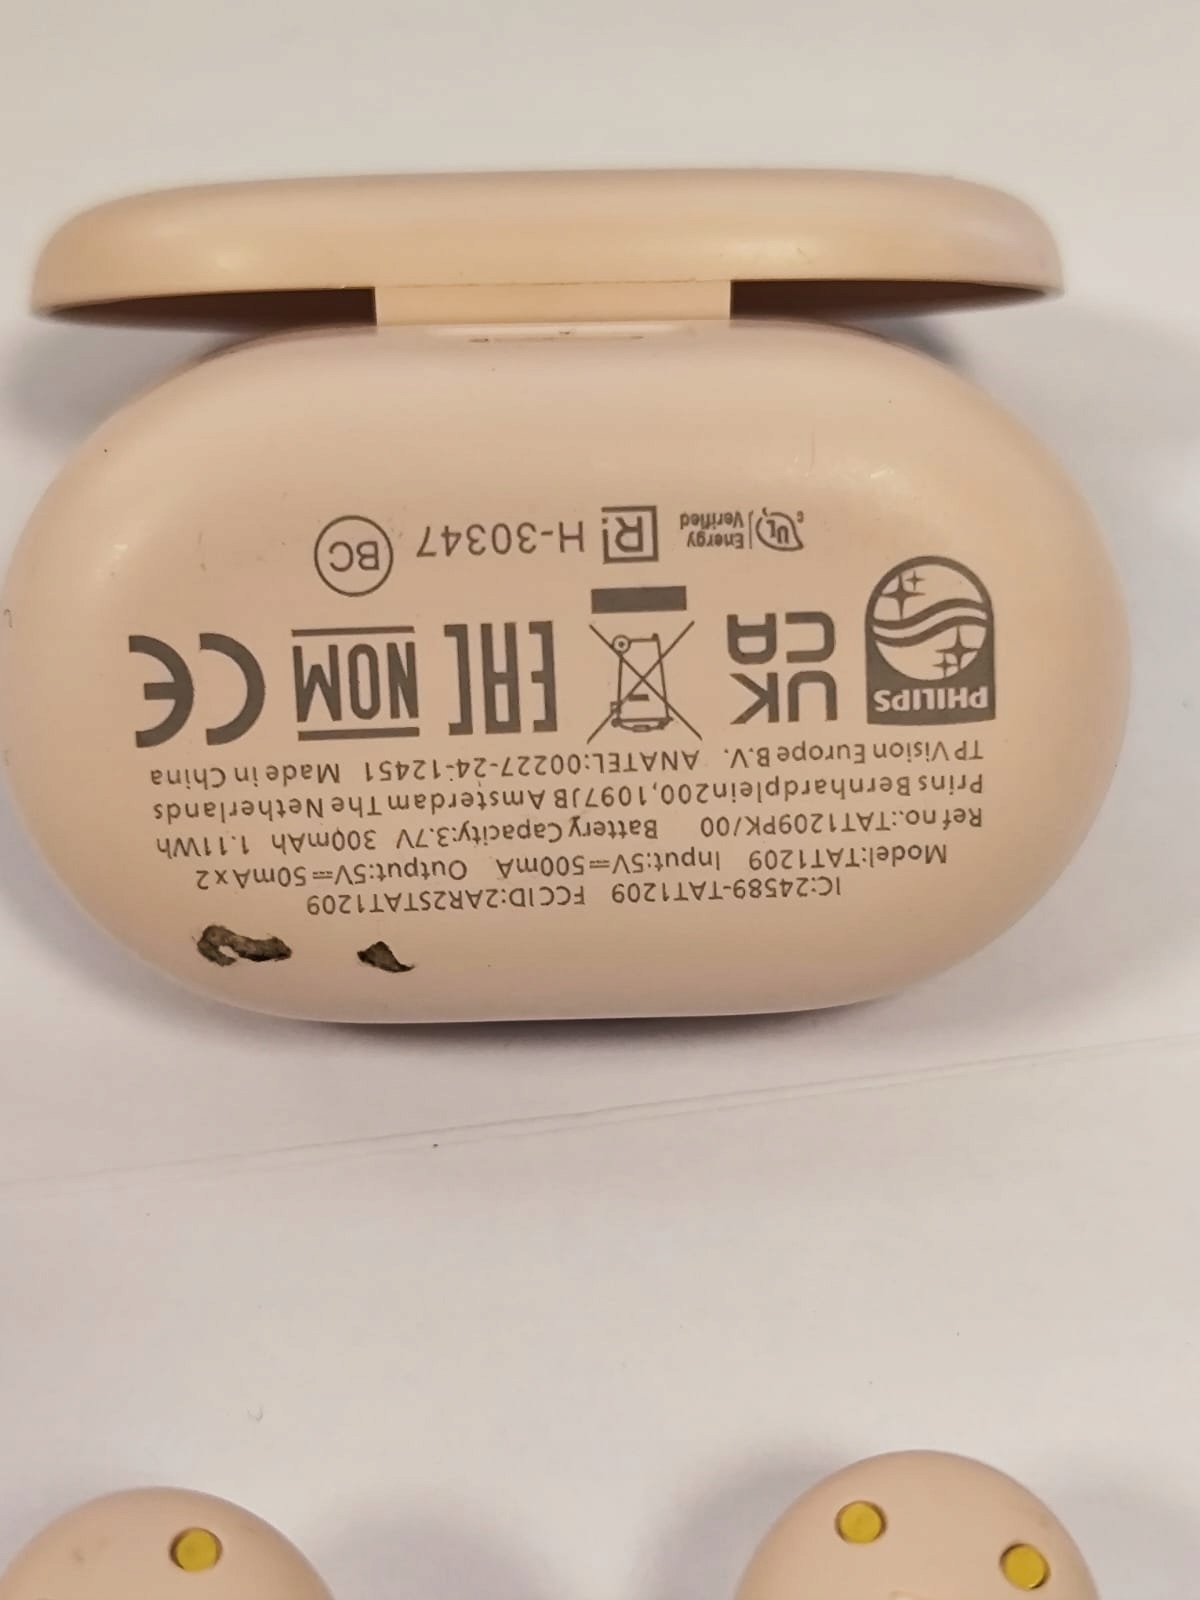 IC:24589-TAT1209 FCCID:2AR2STAT1209
Model:TAT1209 Input:5V⎓500mA Output:5V⎓50mA x 2
Ref no.:TAT1209PK/00 Battery Capacity:3.7V 300mAh 1.11Wh
Prins Bernhardplein200,1097JB Amsterdam The Netherlands
TP Vision Europe B.V. ANATEL:00227-24-12451 Made in China
PHILIPS UK CA EAC NOM CE
c UL Energy Verified R! H-30347 BC